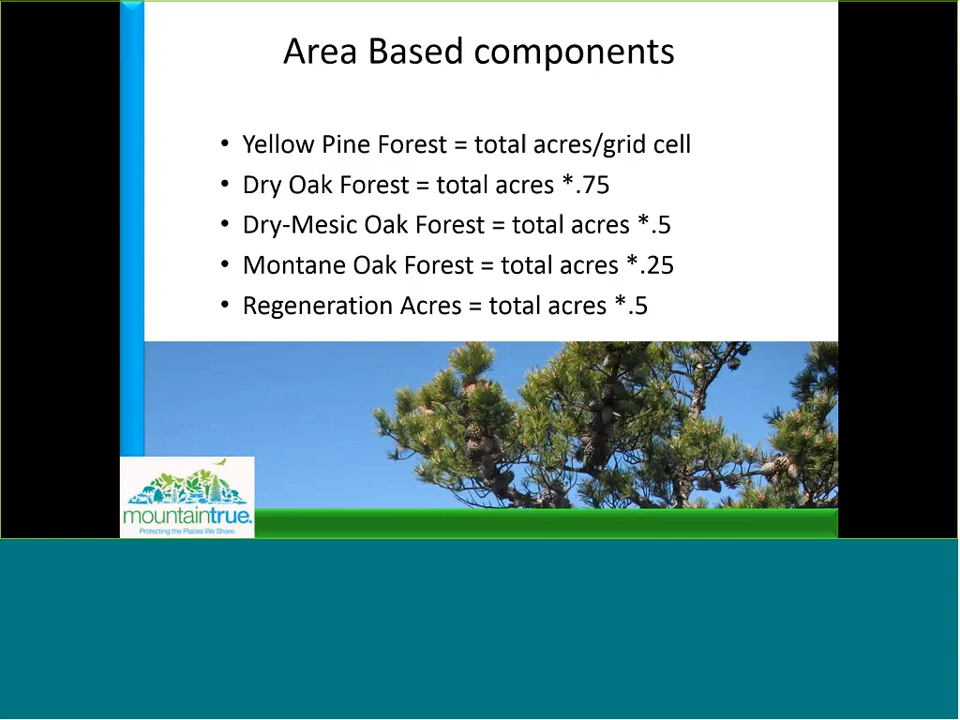 Area Based components
• Yellow Pine Forest = total acres/grid cell
• Dry Oak Forest = total acres *.75
• Dry-Mesic Oak Forest = total acres *.5
• Montane Oak Forest = total acres *.25
• Regeneration Acres = total acres *.5
mountaintrue.
Protecting the Places We Share.